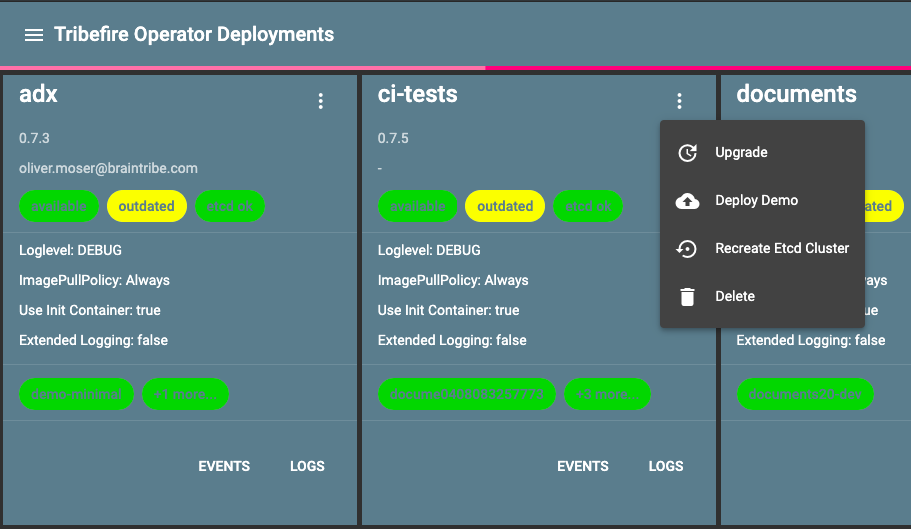 Tribefire Operator Deployments
adx
0.7.3
oliver.moser@braintribe.com
available outdated etcd ok
Loglevel: DEBUG
ImagePullPolicy: Always
Use Init Container: true
Extended Logging: false
demo-minimal +1 more...
EVENTS LOGS
ci-tests
0.7.5
-
available outdated etcd ok
Loglevel: DEBUG
ImagePullPolicy: Always
Use Init Container: true
Extended Logging: false
docume0408083257773 +3 more...
EVENTS LOGS
documents
Upgrade
Deploy Demo
Recreate Etcd Cluster
Delete
ated
ways
ue
Extended Logging: false
documents20-dev